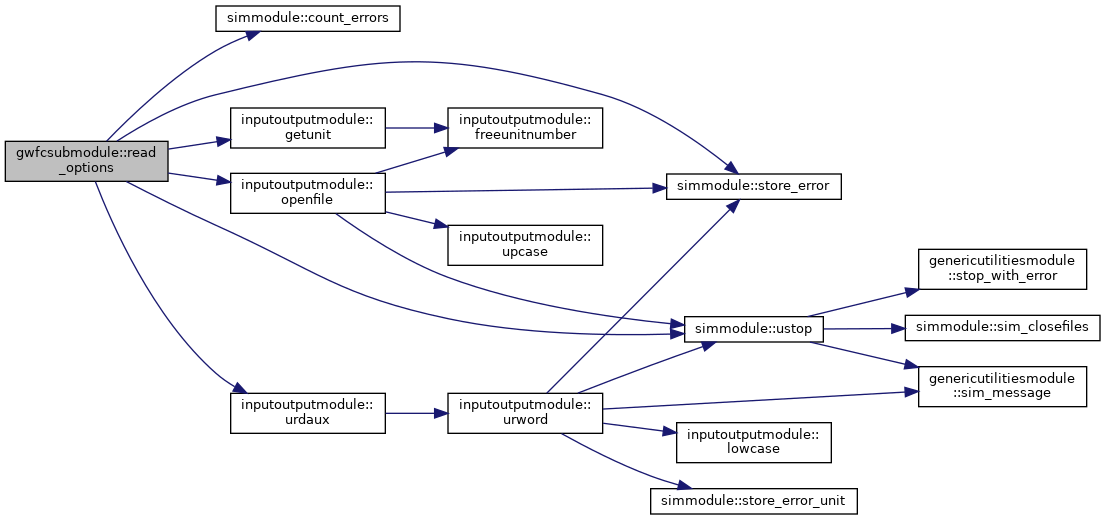 simmodule::count_errors
inputoutputmodule::
getunit
inputoutputmodule::
freeunitnumber
gwfcsubmodule::read
_options
inputoutputmodule::
openfile
simmodule::store_error
inputoutputmodule::
upcase
genericutilitiesmodule
::stop_with_error
simmodule::ustop
simmodule::sim_closefiles
genericutilitiesmodule
::sim_message
inputoutputmodule::
urdaux
inputoutputmodule::
urword
inputoutputmodule::
lowcase
simmodule::store_error_unit